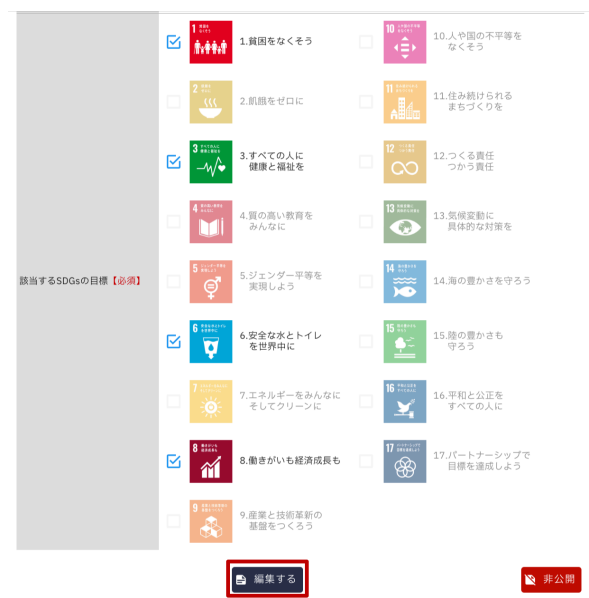 該当するSDGsの目標【必須】
1.貧困をなくそう
2.飢餓をゼロに
3.すべての人に
健康と福祉を
4.質の高い教育を
みんなに
5.ジェンダー平等を
実現しよう
6.安全な水とトイレ
を世界中に
7.エネルギーをみんなに
そしてクリーンに
8.働きがいも経済成長も
9.産業と技術革新の
基盤をつくろう
10.人や国の不平等を
なくそう
11.住み続けられる
まちづくりを
12.つくる責任
つかう責任
13.気候変動に
具体的な対策を
14.海の豊かさを守ろう
15.陸の豊かさも
守ろう
16.平和と公正を
すべての人に
17.パートナーシップで
目標を達成しよう
編集する
非公開